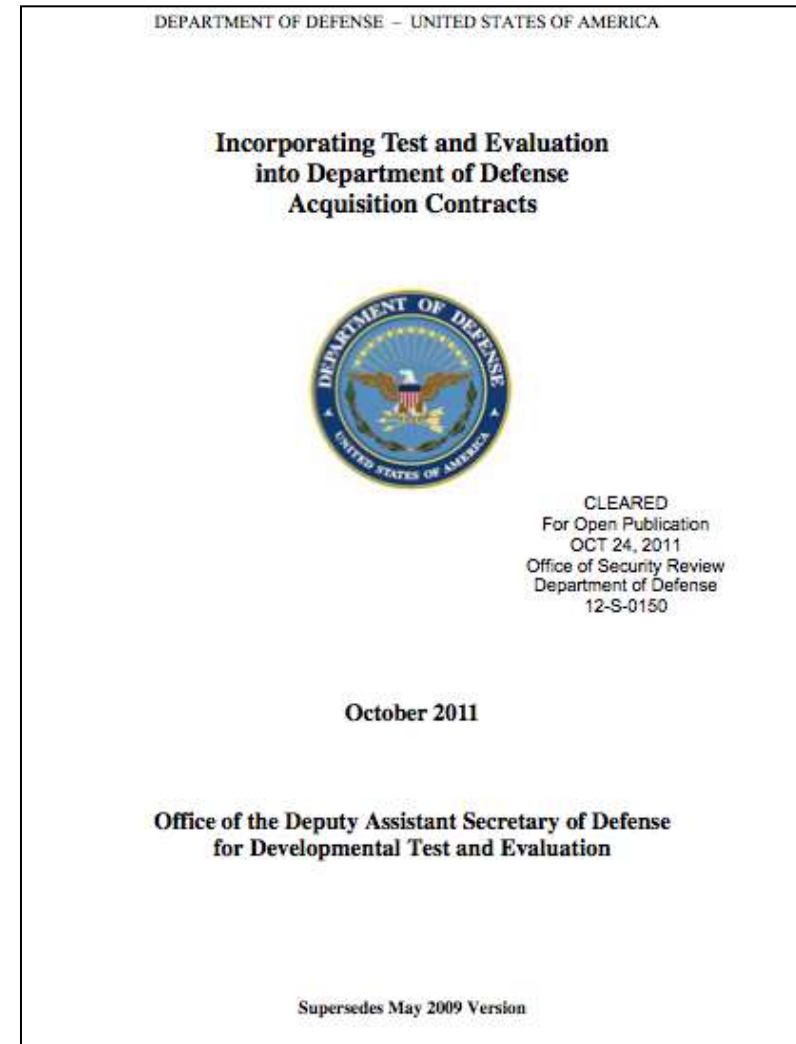 DEPARTMENT OF DEFENSE – UNITED STATES OF AMERICA
Incorporating Test and Evaluation
into Department of Defense
Acquisition Contracts
DEPARTMENT OF DEFENSE
UNITED STATES OF AMERICA
CLEARED
For Open Publication
OCT 24, 2011
Office of Security Review
Department of Defense
12-S-0150
October 2011
Office of the Deputy Assistant Secretary of Defense
for Developmental Test and Evaluation
Supersedes May 2009 Version